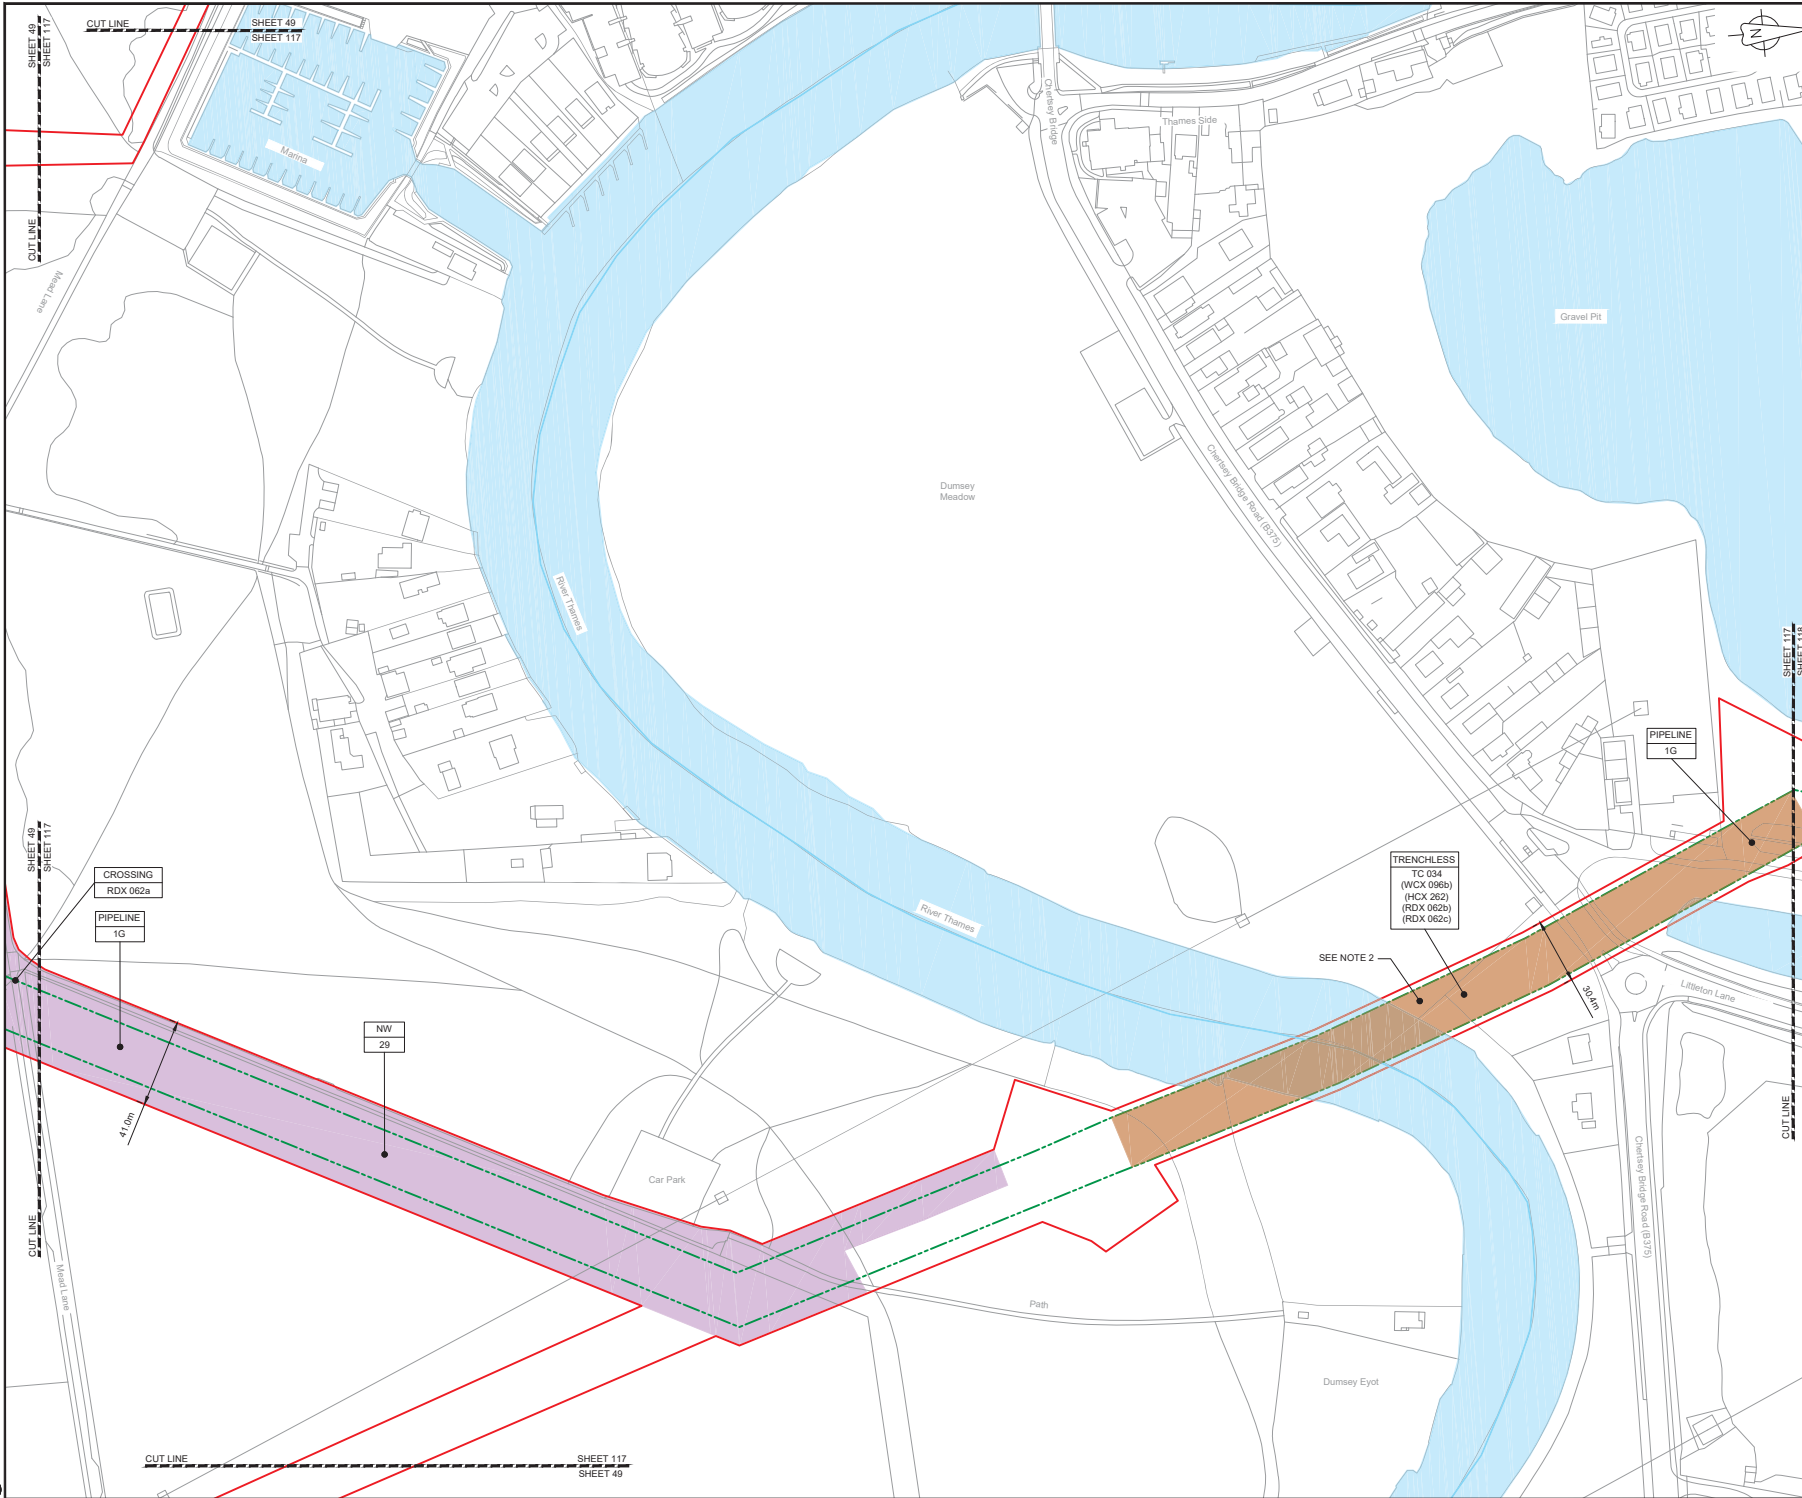 SHEET 49
SHEET 117
CUT LINE
SHEET 49
SHEET 117
CUT LINE
N
Marina
Mead Lane
Chertsey Bridge
Thames Side
Gravel Pit
Dumsey
Meadow
Chertsey Bridge Road (B375)
River Thames
SHEET 117
SHEET 118
CUT LINE
PIPELINE
1G
SHEET 49
SHEET 117
CUT LINE
CROSSING
RDX 062a
PIPELINE
1G
TRENCHLESS
TC 034
(WCX 096b)
(HCX 262)
(RDX 062b)
(RDX 062c)
SEE NOTE 2
River Thames
30.4m
Littleton Lane
NW
29
41.0m
Car Park
Chertsey Bridge Road (B375)
Mead Lane
Path
Dumsey Eyot
CUT LINE
SHEET 117
SHEET 49